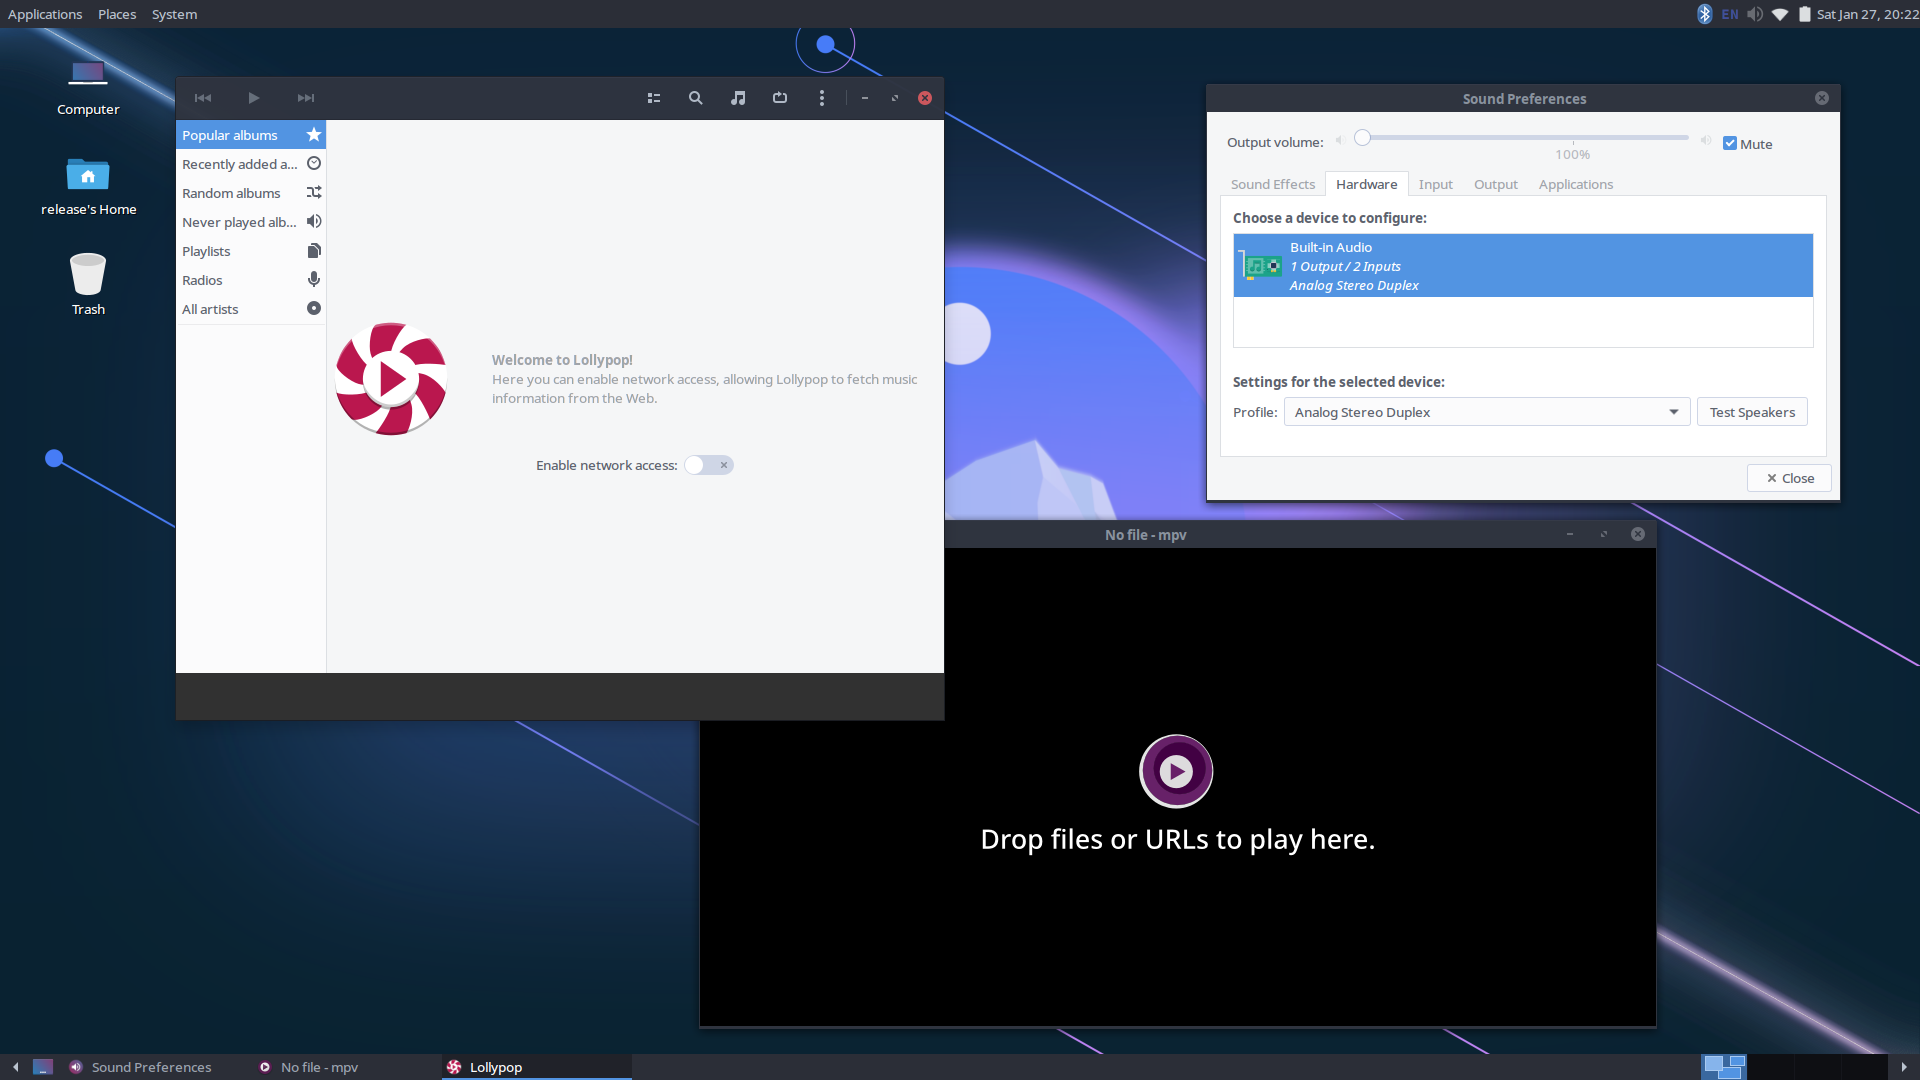 Applications Places System
EN Sat Jan 27, 20:22
Computer
release's Home
Trash
Popular albums
Recently added a...
Random albums
Never played alb...
Playlists
Radios
All artists
Welcome to Lollypop!
Here you can enable network access, allowing Lollypop to fetch music
information from the Web.
Enable network access:
Sound Preferences
Output volume:
100%
Mute
Sound Effects Hardware Input Output Applications
Choose a device to configure:
Built-in Audio
1 Output / 2 Inputs
Analog Stereo Duplex
Settings for the selected device:
Profile: Analog Stereo Duplex Test Speakers
Close
No file - mpv
Drop files or URLs to play here.
Sound Preferences No file - mpv Lollypop